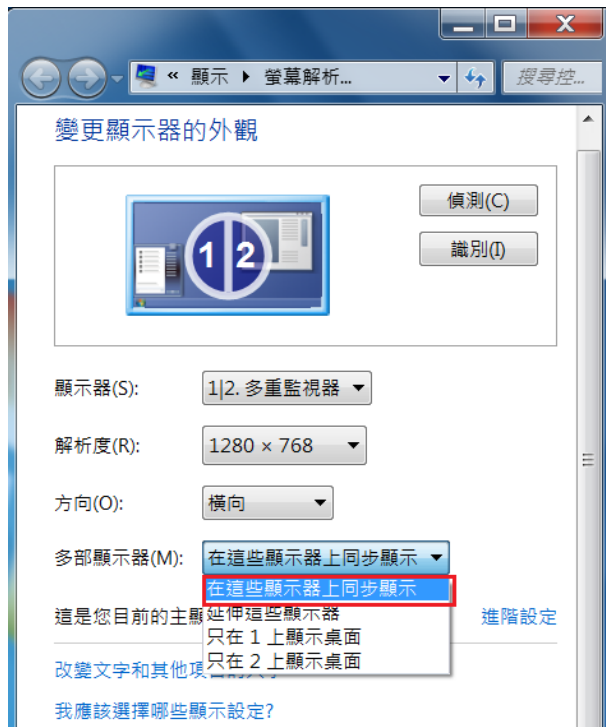 « 顯示 ▸ 螢幕解析...
搜尋控...
變更顯示器的外觀
1 2
偵測(C)
識別(I)
顯示器(S): 1|2. 多重監視器
解析度(R): 1280 × 768
方向(O): 橫向
多部顯示器(M): 在這些顯示器上同步顯示
在這些顯示器上同步顯示
延伸這些顯示器
只在 1 上顯示桌面
只在 2 上顯示桌面
這是您目前的主 進階設定
改變文字和其他
我應該選擇哪些顯示設定?